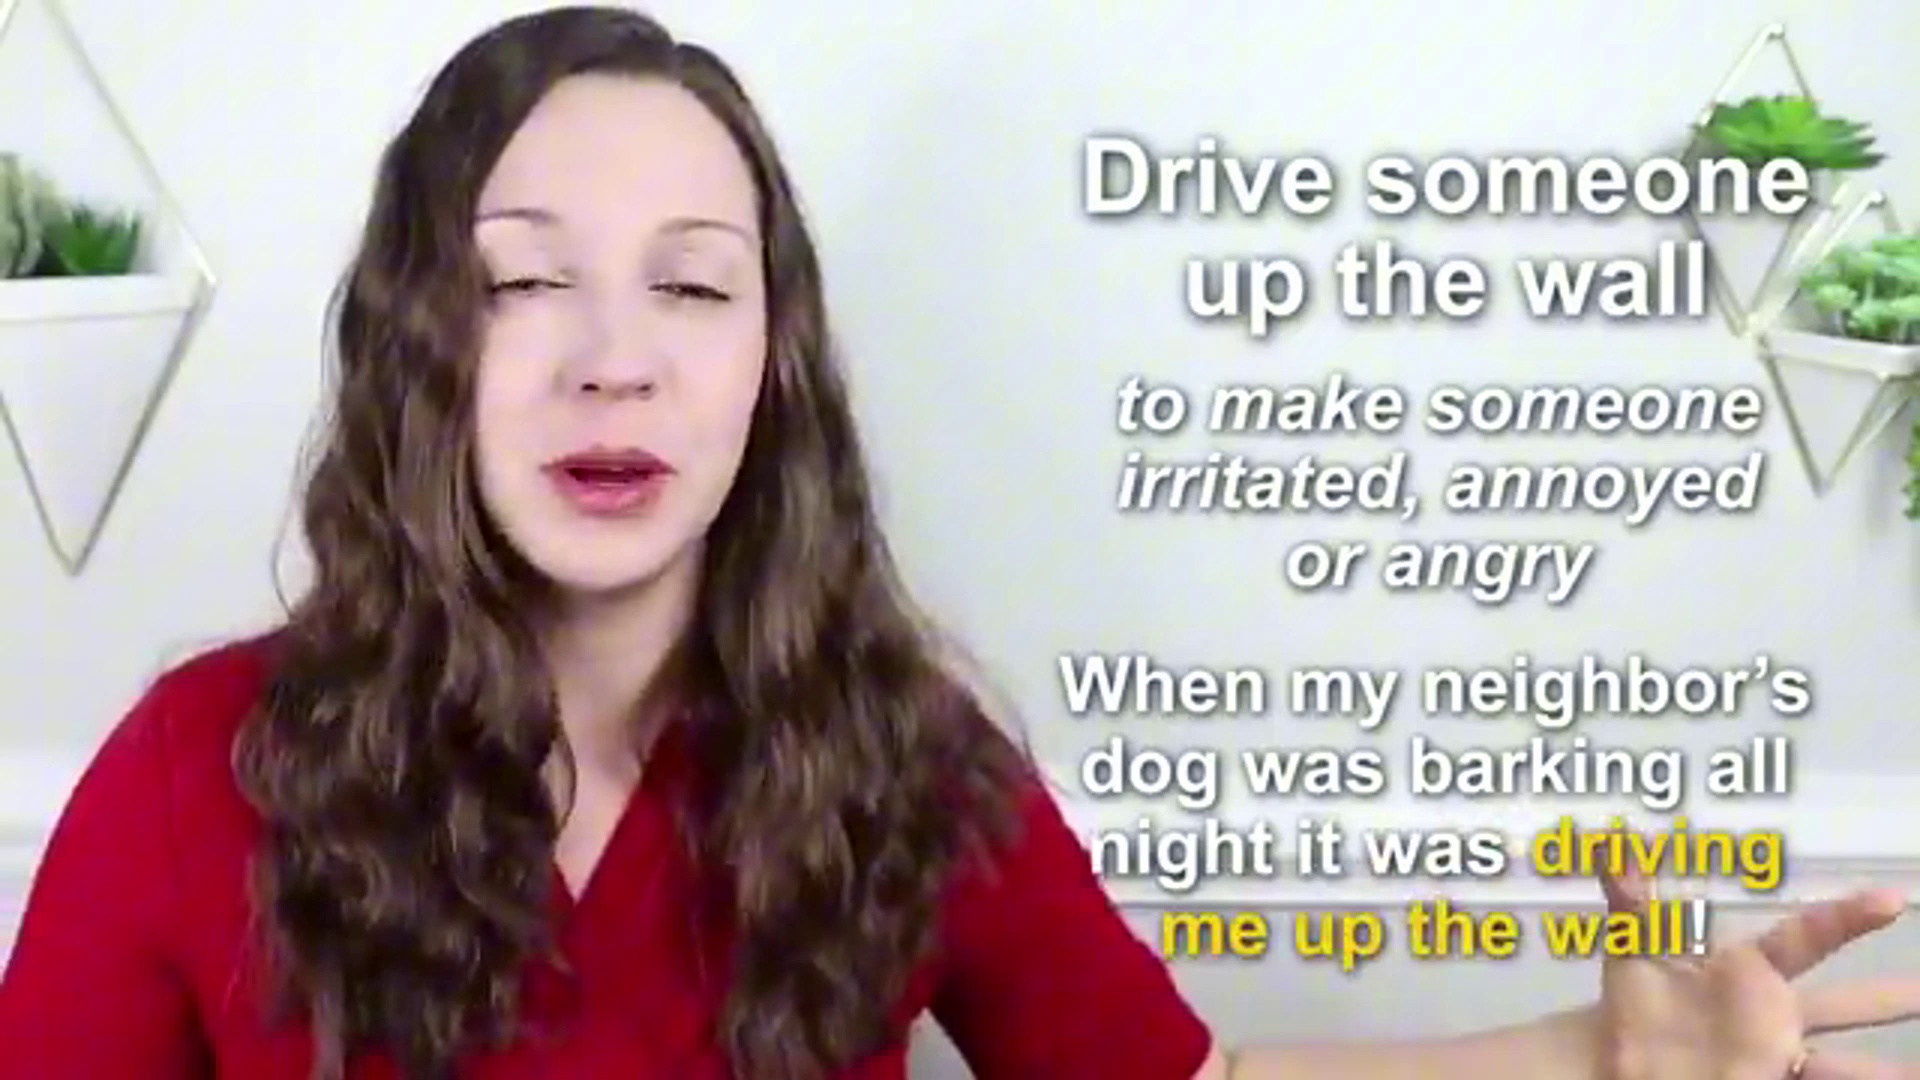 Drive someone
up the wall
to make someone
irritated, annoyed
or angry
When my neighbor’s
dog was barking all
night it was driving
me up the wall!